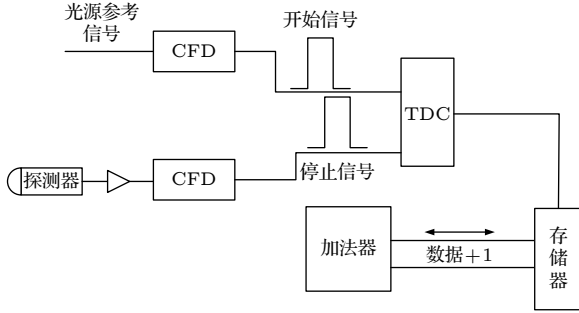 光源参考
信号
CFD
开始信号
TDC
探测器
CFD
停止信号
加法器
数据+1
存
储
器